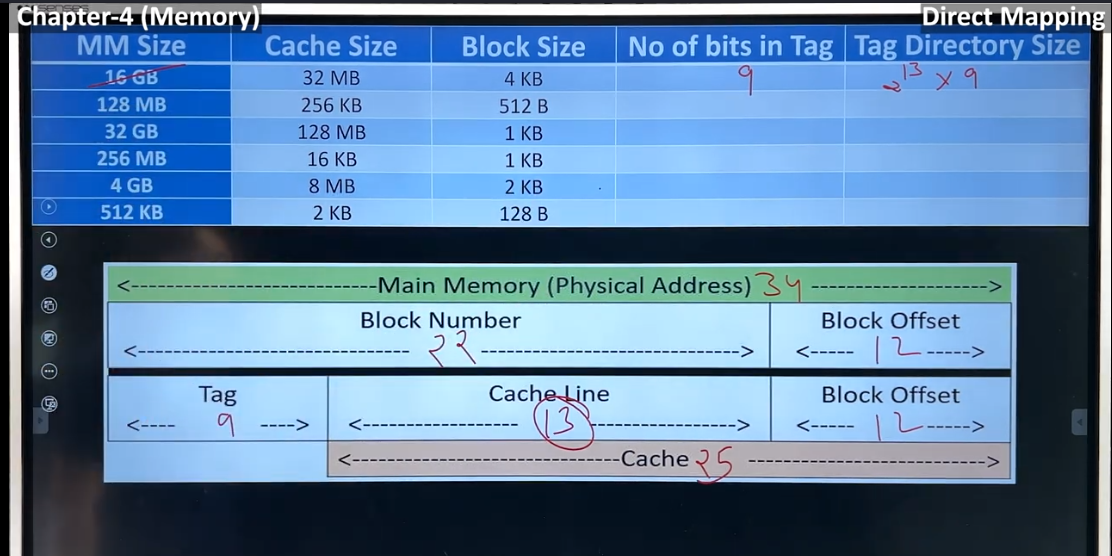 Chapter-4 (Memory)
Direct Mapping
MM Size Cache Size Block Size No of bits in Tag Tag Directory Size
16 GB 32 MB 4 KB 9 2^13 x 9
128 MB 256 KB 512 B
32 GB 128 MB 1 KB
256 MB 16 KB 1 KB
4 GB 8 MB 2 KB
512 KB 2 KB 128 B
<----------------------------Main Memory (Physical Address) 34 -------------------->
Block Number Block Offset
<-------------------------------- 22 ------------------------------> <----- 12 ----->
Tag Cache Line Block Offset
<---- 9 ----> <------------------ 13 ------------------> <----- 12 ----->
<-------------------------------Cache 25 ---------------------------->